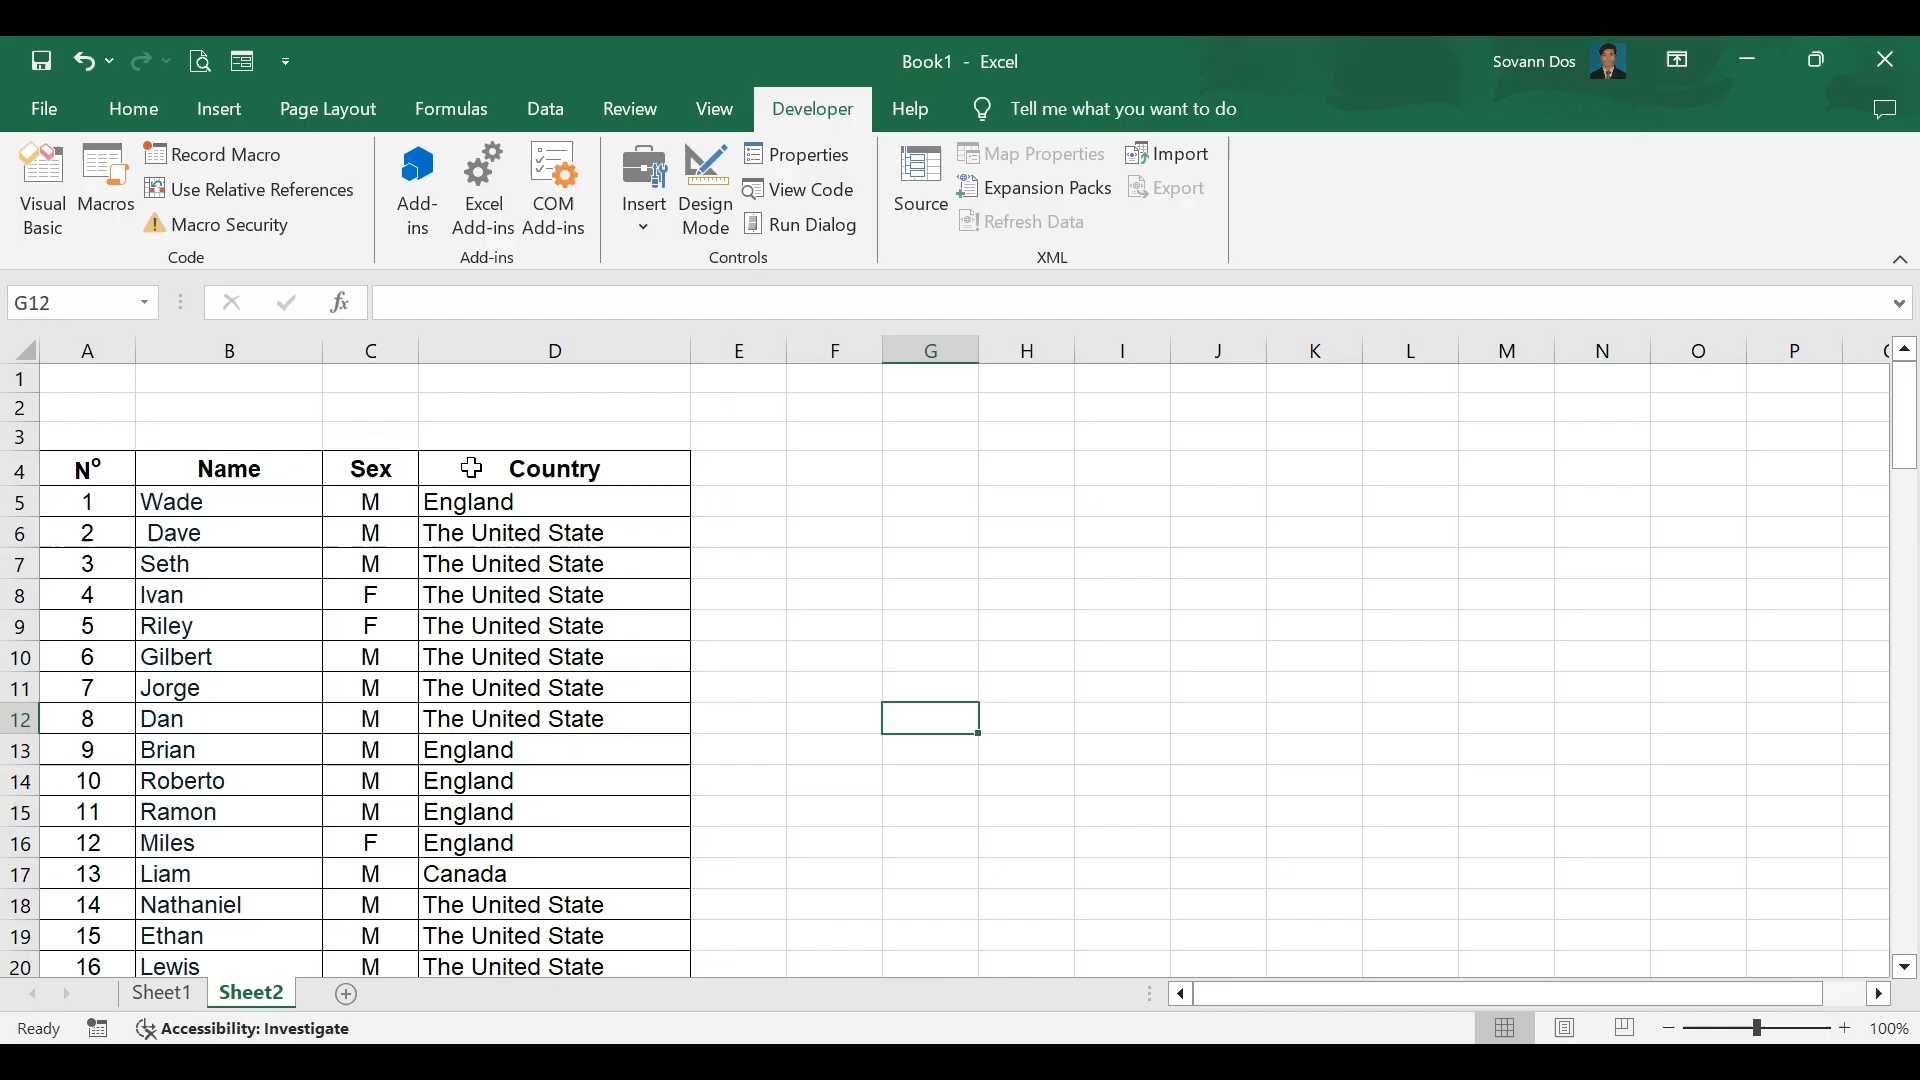 Book1 - Excel
Sovann Dos
File Home Insert Page Layout Formulas Data Review View Developer Help Tell me what you want to do
Visual Basic
Macros
Record Macro
Use Relative References
Macro Security
Code
Add-ins
Excel Add-ins
COM Add-ins
Add-ins
Insert
Design Mode
Properties
View Code
Run Dialog
Controls
Source
Map Properties
Expansion Packs
Refresh Data
Import
Export
XML
G12
fx
A B C D E F G H I J K L M N O P
1
2
3
4 Nº Name Sex Country
5 1 Wade M England
6 2 Dave M The United State
7 3 Seth M The United State
8 4 Ivan F The United State
9 5 Riley F The United State
10 6 Gilbert M The United State
11 7 Jorge M The United State
12 8 Dan M The United State
13 9 Brian M England
14 10 Roberto M England
15 11 Ramon M England
16 12 Miles F England
17 13 Liam M Canada
18 14 Nathaniel M The United State
19 15 Ethan M The United State
20 16 Lewis M The United State
Sheet1 Sheet2
Ready Accessibility: Investigate 100%